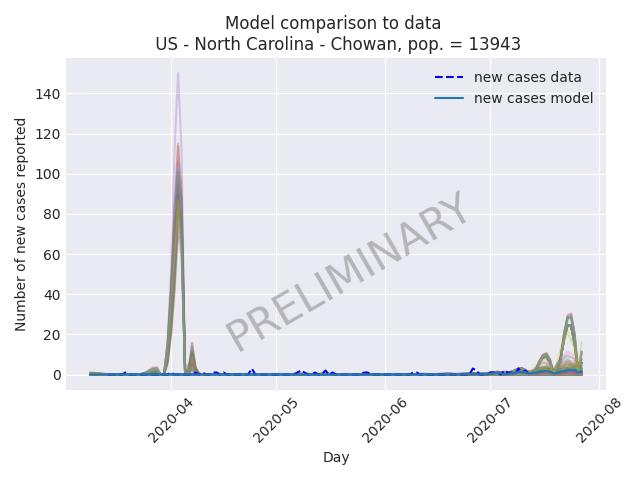 Model comparison to data
US - North Carolina - Chowan, pop. = 13943
new cases data
new cases model
Number of new cases reported
140
120
100
80
60
40
20
0
PRELIMINARY
2020-04
2020-05
2020-06
2020-07
2020-08
Day